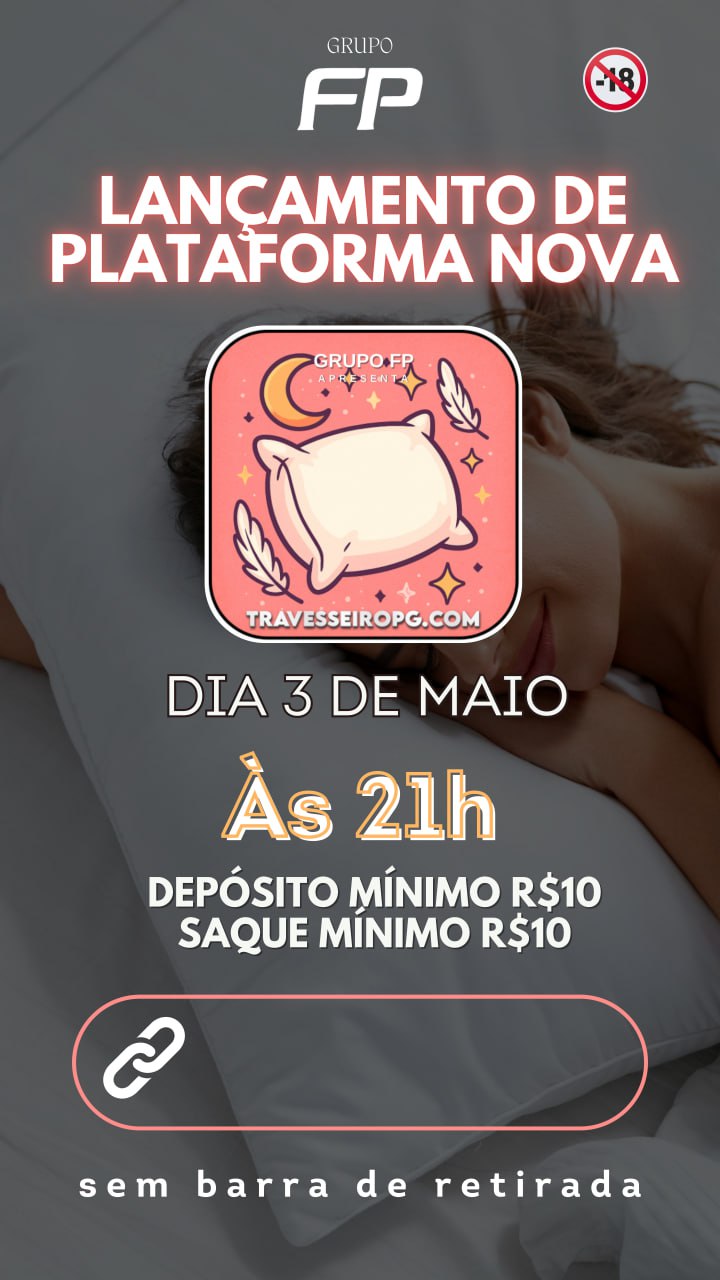 GRUPO
FP
-18
LANÇAMENTO DE
PLATAFORMA NOVA
GRUPO FP
APRESENTA
TRAVESSEIROPG.COM
DIA 3 DE MAIO
Às 21h
DEPÓSITO MÍNIMO R$10
SAQUE MÍNIMO R$10
sem barra de retirada